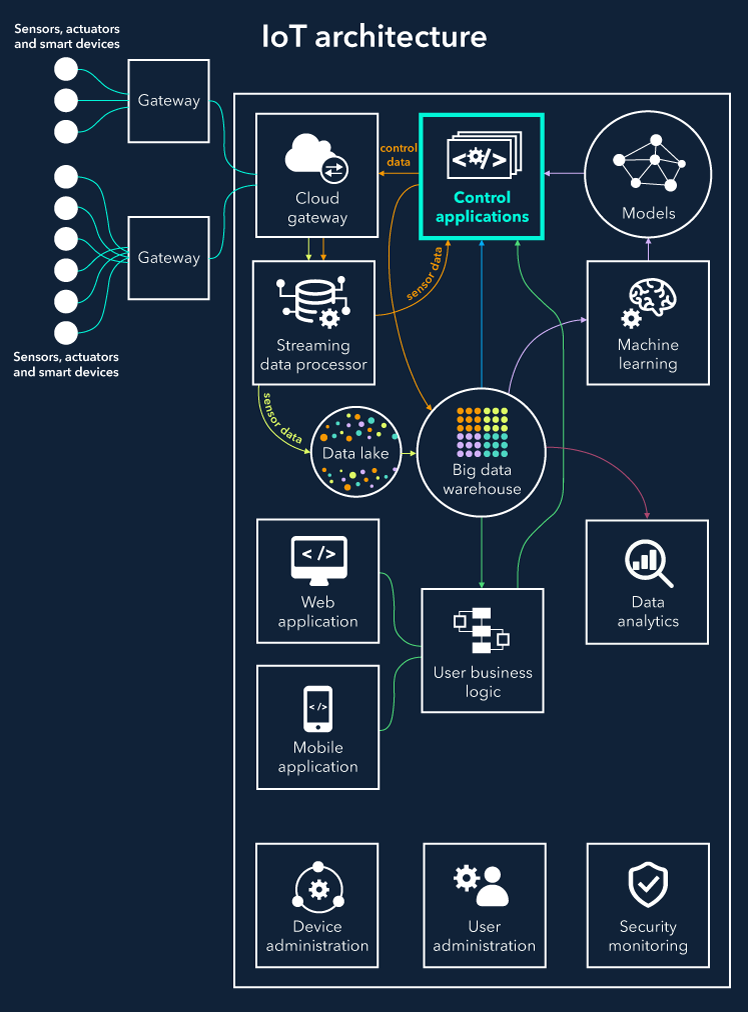 IoT architecture
Sensors, actuators
and smart devices
Gateway
Gateway
Sensors, actuators
and smart devices
Cloud
gateway
control
data
</>
Control
applications
Models
Streaming
data processor
sensor data
Machine
learning
sensor data
Data lake
Big data
warehouse
</>
Web
application
User business
logic
Data
analytics
</>
Mobile
application
Device
administration
User
administration
Security
monitoring